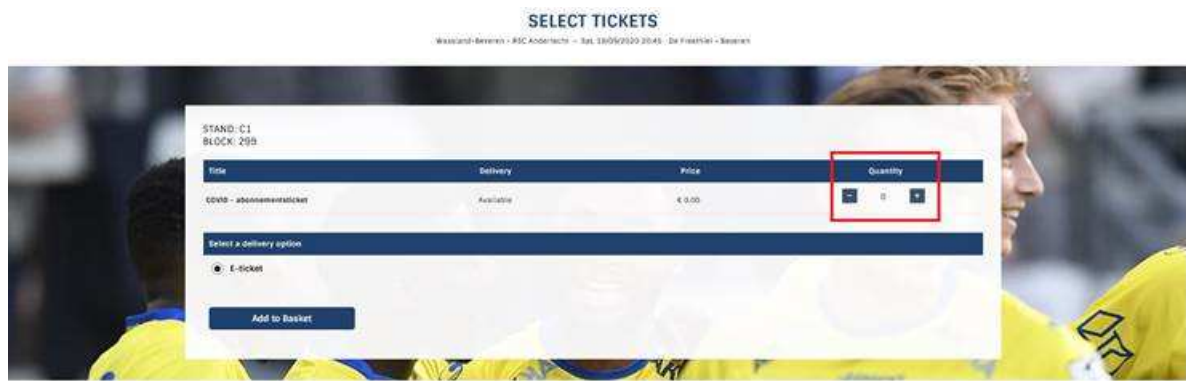 SELECT TICKETS
Waasland-Beveren - RSC Anderlecht - Sat. 19/09/2020 20:45 De Freethiel - Beveren
STAND: C1
BLOCK: 299
Title Delivery Price Quantity
COVID - abonnementsticket Available € 0.00 - 0 +
Select a delivery option
E-ticket
Add to Basket